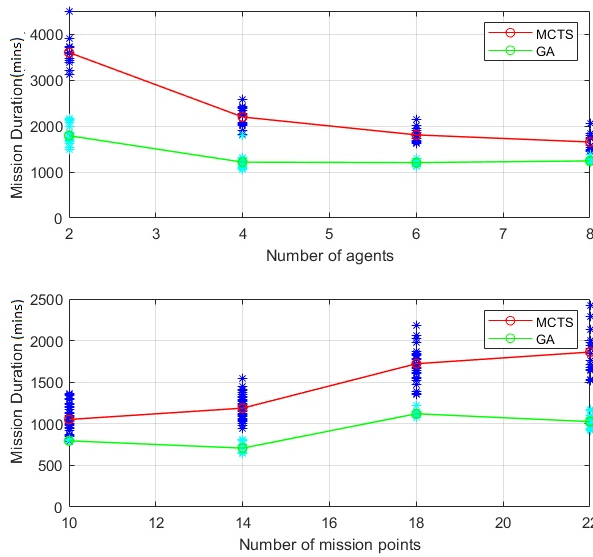 4000
3000
2000
1000
0
Mission Duration(mins)
MCTS
GA
2 3 4 5 6 7 8
Number of agents
2500
2000
1500
1000
500
0
Mission Duration (mins)
MCTS
GA
10 12 14 16 18 20 22
Number of mission points